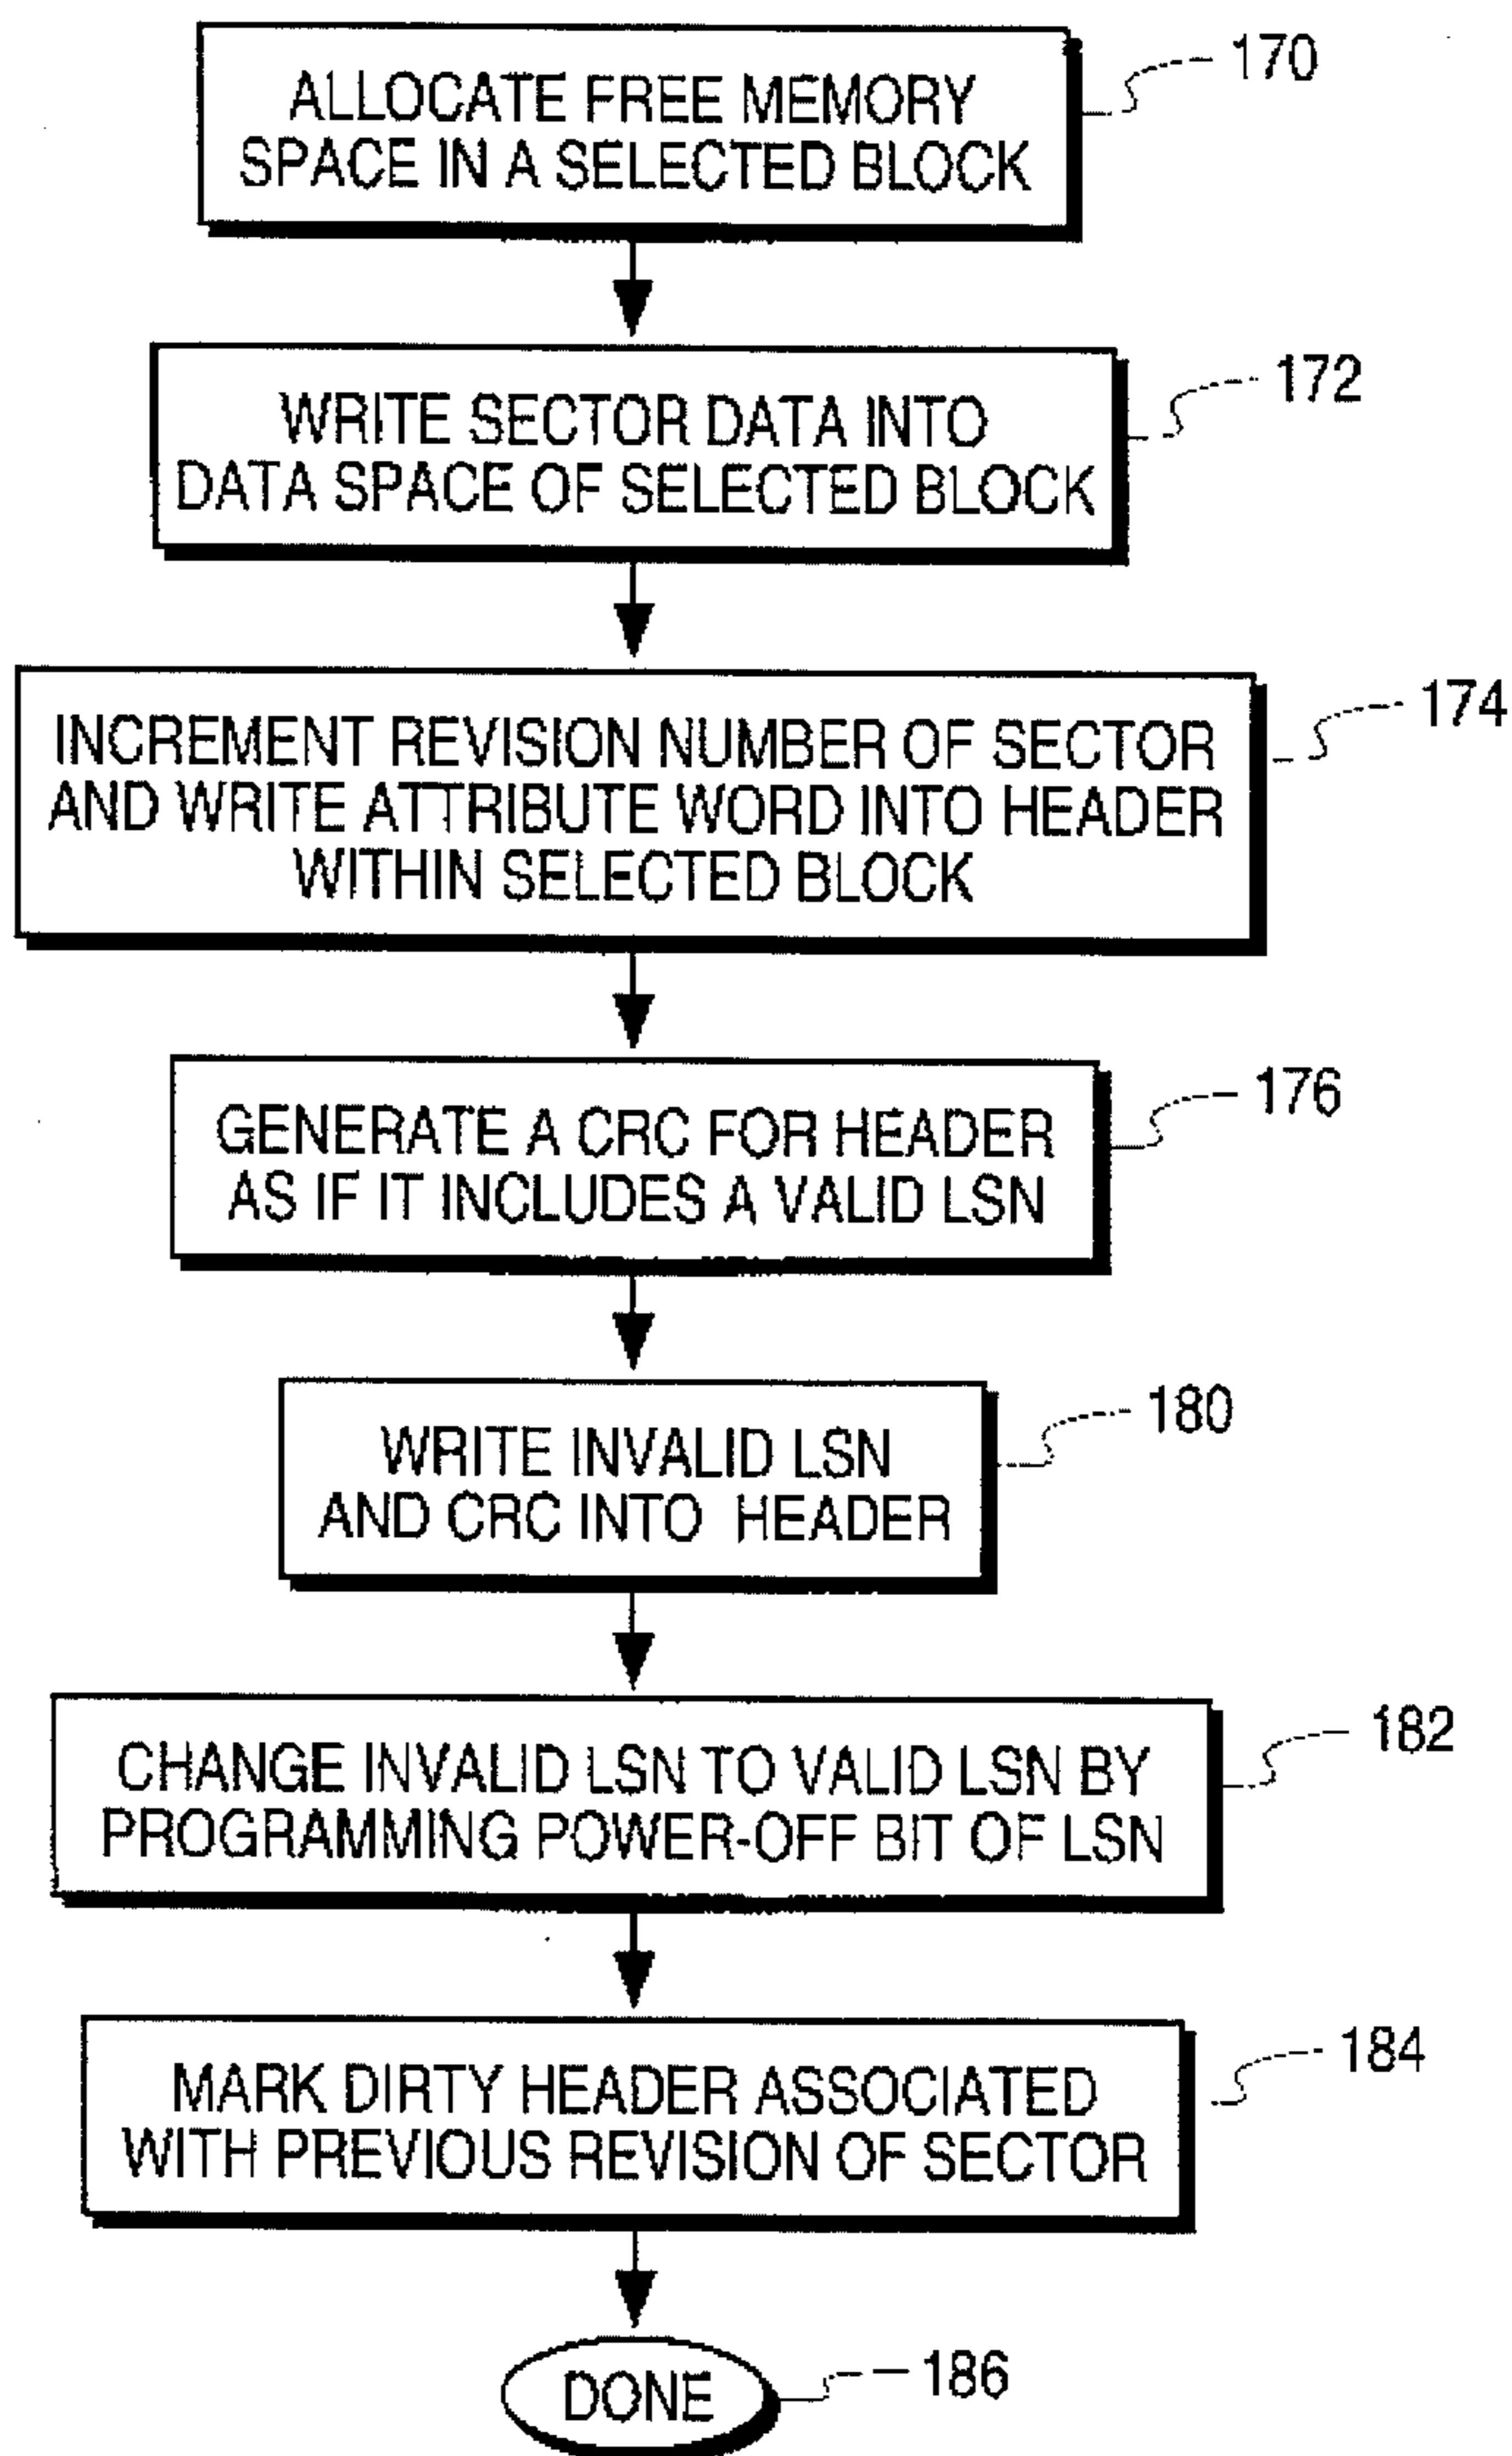 ALLOCATE FREE MEMORY
SPACE IN A SELECTED BLOCK
170
WRITE SECTOR DATA INTO
DATA SPACE OF SELECTED BLOCK
172
INCREMENT REVISION NUMBER OF SECTOR
AND WRITE ATTRIBUTE WORD INTO HEADER
WITHIN SELECTED BLOCK
174
GENERATE A CRC FOR HEADER
AS IF IT INCLUDES A VALID LSN
176
WRITE INVALID LSN
AND CRC INTO HEADER
180
CHANGE INVALID LSN TO VALID LSN BY
PROGRAMMING POWER-OFF BIT OF LSN
182
MARK DIRTY HEADER ASSOCIATED
WITH PREVIOUS REVISION OF SECTOR
184
DONE
186